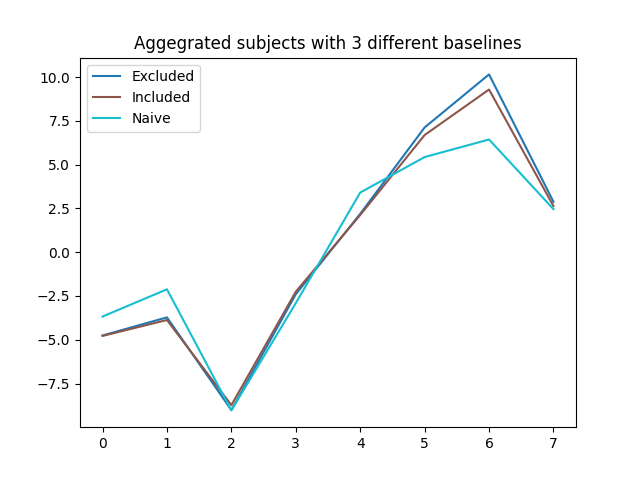 Aggegrated subjects with 3 different baselines
Excluded
Included
Naive
10.0
7.5
5.0
2.5
0.0
−2.5
−5.0
−7.5
0 1 2 3 4 5 6 7